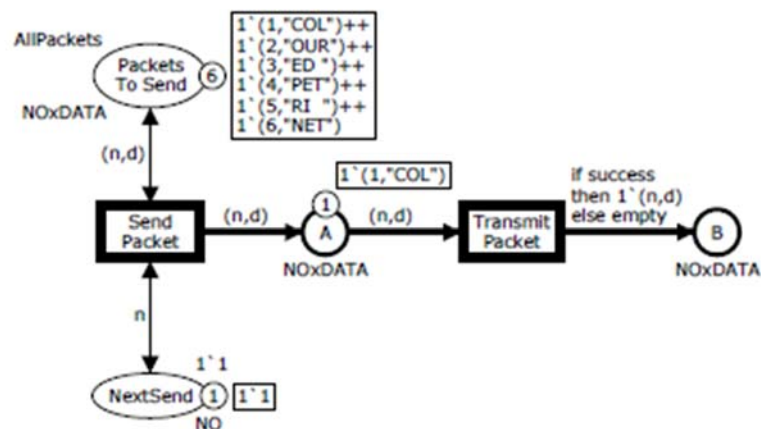 AllPackets
Packets
To Send
6
1`(1,"COL")++
1`(2,"OUR")++
1`(3,"ED ")++
1`(4,"PET")++
1`(5,"RI  ")++
1`(6,"NET")
NOxDATA
(n,d)
Send
Packet
(n,d)
1`(1,"COL")
1
A
NOxDATA
(n,d)
Transmit
Packet
if success
then 1`(n,d)
else empty
B
NOxDATA
n
1`1
NextSend
1
1`1
NO